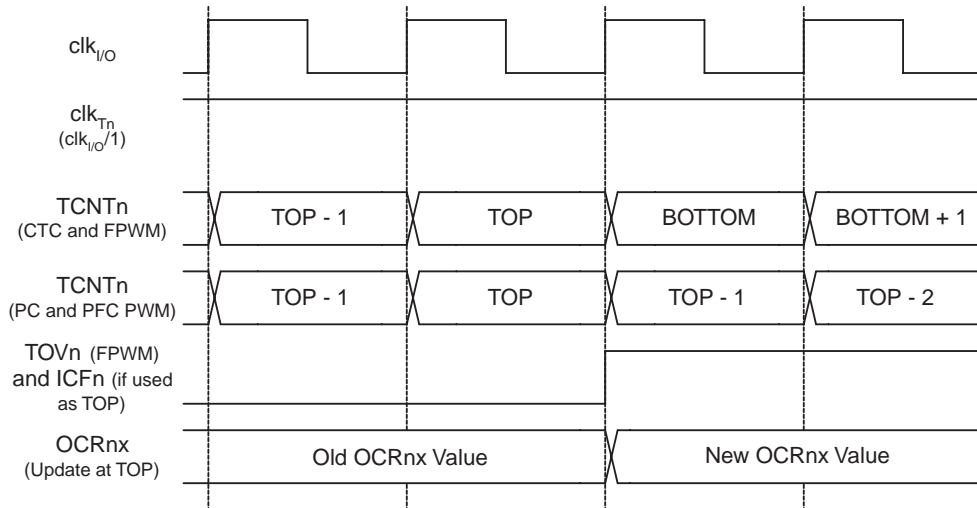 clkI/O
clkTn
(clkI/O/1)
TCNTn
(CTC and FPWM)
TOP - 1
TOP
BOTTOM
BOTTOM + 1
TCNTn
(PC and PFC PWM)
TOP - 1
TOP
TOP - 1
TOP - 2
TOVn (FPWM)
and ICFn (if used
as TOP)
OCRnx
(Update at TOP)
Old OCRnx Value
New OCRnx Value